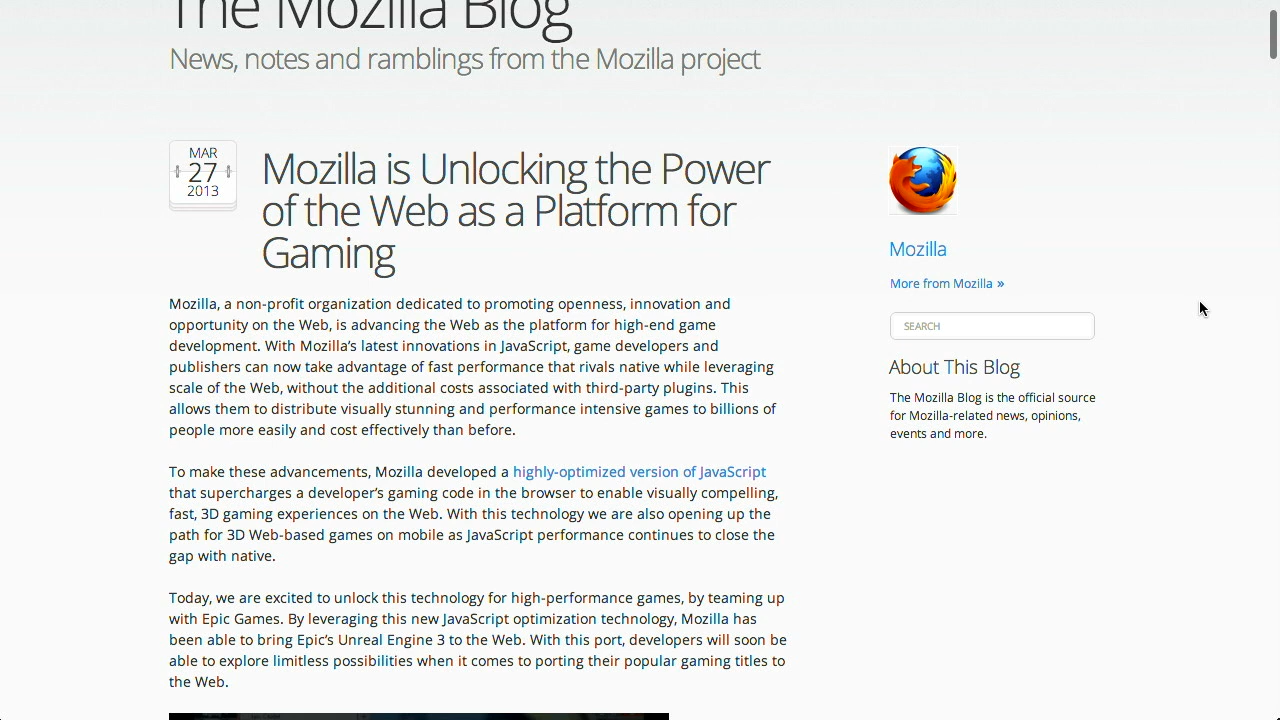 The Mozilla Blog
News, notes and ramblings from the Mozilla project
MAR
27
2013
Mozilla is Unlocking the Power
of the Web as a Platform for
Gaming
Mozilla, a non-profit organization dedicated to promoting openness, innovation and
opportunity on the Web, is advancing the Web as the platform for high-end game
development. With Mozilla’s latest innovations in JavaScript, game developers and
publishers can now take advantage of fast performance that rivals native while leveraging
scale of the Web, without the additional costs associated with third-party plugins. This
allows them to distribute visually stunning and performance intensive games to billions of
people more easily and cost effectively than before.
To make these advancements, Mozilla developed a highly-optimized version of JavaScript
that supercharges a developer’s gaming code in the browser to enable visually compelling,
fast, 3D gaming experiences on the Web. With this technology we are also opening up the
path for 3D Web-based games on mobile as JavaScript performance continues to close the
gap with native.
Today, we are excited to unlock this technology for high-performance games, by teaming up
with Epic Games. By leveraging this new JavaScript optimization technology, Mozilla has
been able to bring Epic’s Unreal Engine 3 to the Web. With this port, developers will soon be
able to explore limitless possibilities when it comes to porting their popular gaming titles to
the Web.
Mozilla
More from Mozilla »
SEARCH
About This Blog
The Mozilla Blog is the official source
for Mozilla-related news, opinions,
events and more.